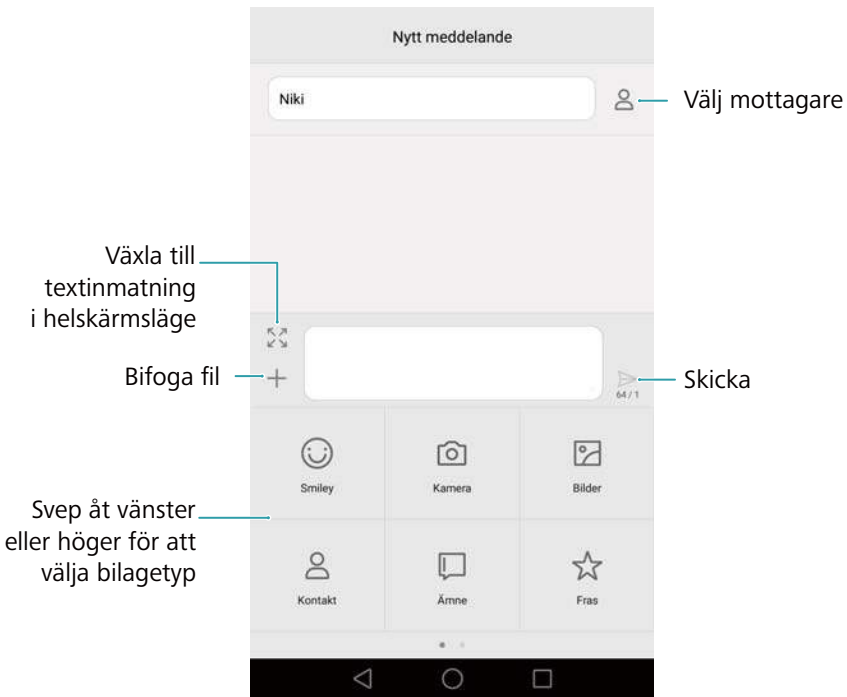 Nytt meddelande
Niki
Välj mottagare
Växla till
textinmatning
i helskärmsläge
Bifoga fil
Skicka
64 / 1
Smiley
Kamera
Bilder
Svep åt vänster
eller höger för att
välja bilagetyp
Kontakt
Ämne
Fras